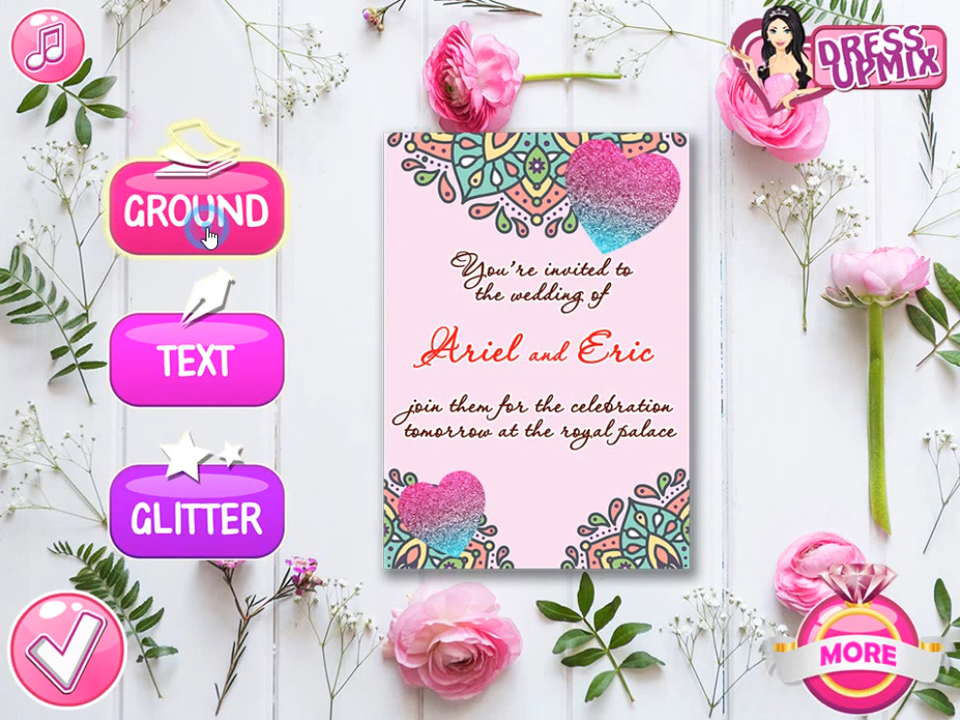 DRESS
UPMIX
GROUND
TEXT
GLITTER
You're invited to
the wedding of
Ariel and Eric
join them for the celebration
tomorrow at the royal palace
MORE